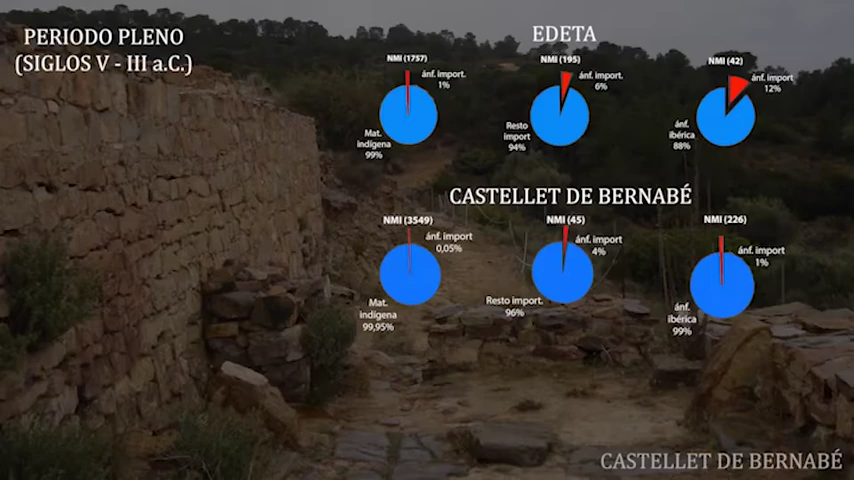 PERIODO PLENO
(SIGLOS V - III a.C.)
EDETA
NMI (1757)
ánf. import.
1%
Mat.
indígena
99%
NMI (195)
ánf. import.
6%
Resto
import
94%
NMI (42)
ánf. import
12%
ánf.
ibérica
88%
CASTELLET DE BERNABÉ
NMI (3549)
ánf. import
0,05%
Mat.
indígena
99,95%
NMI (45)
ánf. import
4%
Resto import.
96%
NMI (226)
ánf. import
1%
ánf.
ibérica
99%
CASTELLET DE BERNABÉ